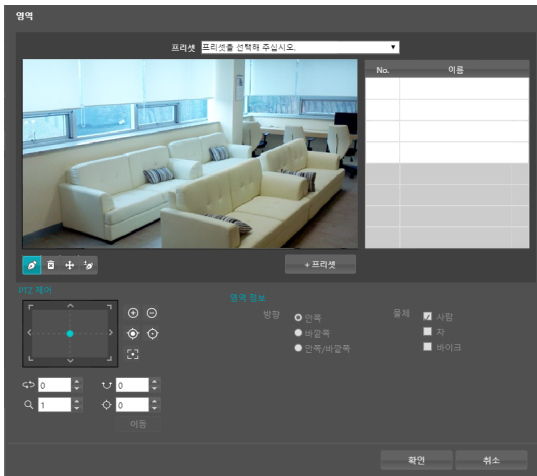 영역
프리셋 프리셋을 선택해 주십시오.
No. 이름
+ 프리셋
PTZ 제어
영역 정보
방향 안쪽
바깥쪽
안쪽/바깥쪽
물체 사람
차
바이크
0 0
1 0
이동
확인 취소